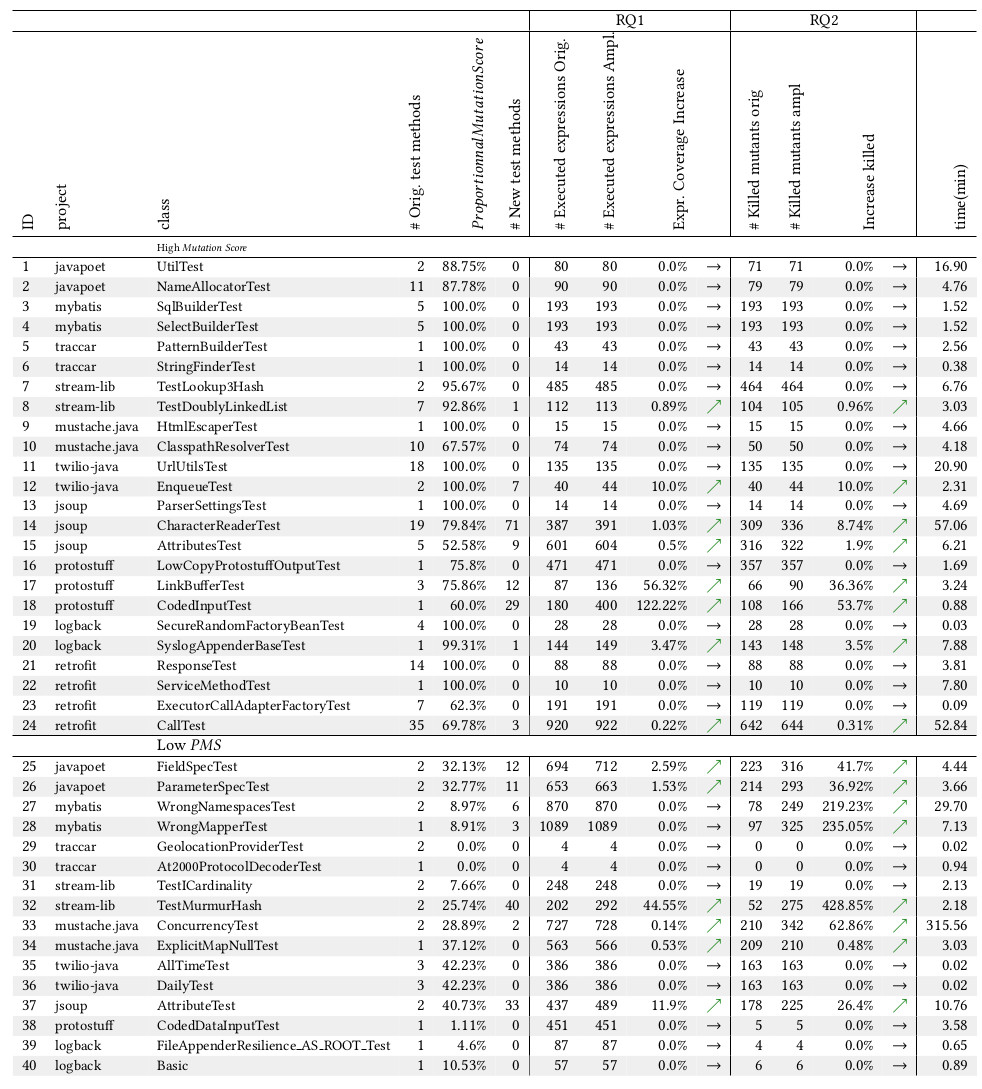 RQ1 RQ2
ID project class # Orig. test methods ProportionnalMutationScore # New test methods # Executed expressions Orig. # Executed expressions Ampl. Expr. Coverage Increase # Killed mutants orig # Killed mutants ampl Increase killed time(min)
High Mutation Score
1 javapoet UtilTest 2 88.75% 0 80 80 0.0% → 71 71 0.0% → 16.90
2 javapoet NameAllocatorTest 11 87.78% 0 90 90 0.0% → 79 79 0.0% → 4.76
3 mybatis SqlBuilderTest 5 100.0% 0 193 193 0.0% → 193 193 0.0% → 1.52
4 mybatis SelectBuilderTest 5 100.0% 0 193 193 0.0% → 193 193 0.0% → 1.52
5 traccar PatternBuilderTest 1 100.0% 0 43 43 0.0% → 43 43 0.0% → 2.56
6 traccar StringFinderTest 1 100.0% 0 14 14 0.0% → 14 14 0.0% → 0.38
7 stream-lib TestLookup3Hash 2 95.67% 0 485 485 0.0% → 464 464 0.0% → 6.76
8 stream-lib TestDoublyLinkedList 7 92.86% 1 112 113 0.89% ↗ 104 105 0.96% ↗ 3.03
9 mustache.java HtmlEscaperTest 1 100.0% 0 15 15 0.0% → 15 15 0.0% → 4.66
10 mustache.java ClasspathResolverTest 10 67.57% 0 74 74 0.0% → 50 50 0.0% → 4.18
11 twilio-java UrlUtilsTest 18 100.0% 0 135 135 0.0% → 135 135 0.0% → 20.90
12 twilio-java EnqueueTest 2 100.0% 7 40 44 10.0% ↗ 40 44 10.0% ↗ 2.31
13 jsoup ParserSettingsTest 1 100.0% 0 14 14 0.0% → 14 14 0.0% → 4.69
14 jsoup CharacterReaderTest 19 79.84% 71 387 391 1.03% ↗ 309 336 8.74% ↗ 57.06
15 jsoup AttributesTest 5 52.58% 9 601 604 0.5% ↗ 316 322 1.9% ↗ 6.21
16 protostuff LowCopyProtostuffOutputTest 1 75.8% 0 471 471 0.0% → 357 357 0.0% → 1.69
17 protostuff LinkBufferTest 3 75.86% 12 87 136 56.32% ↗ 66 90 36.36% ↗ 3.24
18 protostuff CodedInputTest 1 60.0% 29 180 400 122.22% ↗ 108 166 53.7% ↗ 0.88
19 logback SecureRandomFactoryBeanTest 4 100.0% 0 28 28 0.0% → 28 28 0.0% → 0.03
20 logback SyslogAppenderBaseTest 1 99.31% 1 144 149 3.47% ↗ 143 148 3.5% ↗ 7.88
21 retrofit ResponseTest 14 100.0% 0 88 88 0.0% → 88 88 0.0% → 3.81
22 retrofit ServiceMethodTest 1 100.0% 0 10 10 0.0% → 10 10 0.0% → 7.80
23 retrofit ExecutorCallAdapterFactoryTest 7 62.3% 0 191 191 0.0% → 119 119 0.0% → 0.09
24 retrofit CallTest 35 69.78% 3 920 922 0.22% ↗ 642 644 0.31% ↗ 52.84
Low PMS
25 javapoet FieldSpecTest 2 32.13% 12 694 712 2.59% ↗ 223 316 41.7% ↗ 4.44
26 javapoet ParameterSpecTest 2 32.77% 11 653 663 1.53% ↗ 214 293 36.92% ↗ 3.66
27 mybatis WrongNamespacesTest 2 8.97% 6 870 870 0.0% → 78 249 219.23% ↗ 29.70
28 mybatis WrongMapperTest 1 8.91% 3 1089 1089 0.0% → 97 325 235.05% ↗ 7.13
29 traccar GeolocationProviderTest 2 0.0% 0 4 4 0.0% → 0 0 0.0% → 0.02
30 traccar At2000ProtocolDecoderTest 1 0.0% 0 4 4 0.0% → 0 0 0.0% → 0.94
31 stream-lib TestICardinality 2 7.66% 0 248 248 0.0% → 19 19 0.0% → 2.13
32 stream-lib TestMurmurHash 2 25.74% 40 202 292 44.55% ↗ 52 275 428.85% ↗ 2.18
33 mustache.java ConcurrencyTest 2 28.89% 2 727 728 0.14% ↗ 210 342 62.86% ↗ 315.56
34 mustache.java ExplicitMapNullTest 1 37.12% 0 563 566 0.53% ↗ 209 210 0.48% ↗ 3.03
35 twilio-java AllTimeTest 3 42.23% 0 386 386 0.0% → 163 163 0.0% → 0.02
36 twilio-java DailyTest 3 42.23% 0 386 386 0.0% → 163 163 0.0% → 0.02
37 jsoup AttributeTest 2 40.73% 33 437 489 11.9% ↗ 178 225 26.4% ↗ 10.76
38 protostuff CodedDataInputTest 1 1.11% 0 451 451 0.0% → 5 5 0.0% → 3.58
39 logback FileAppenderResilience_AS_ROOT_Test 1 4.6% 0 87 87 0.0% → 4 4 0.0% → 0.65
40 logback Basic 1 10.53% 0 57 57 0.0% → 6 6 0.0% → 0.89